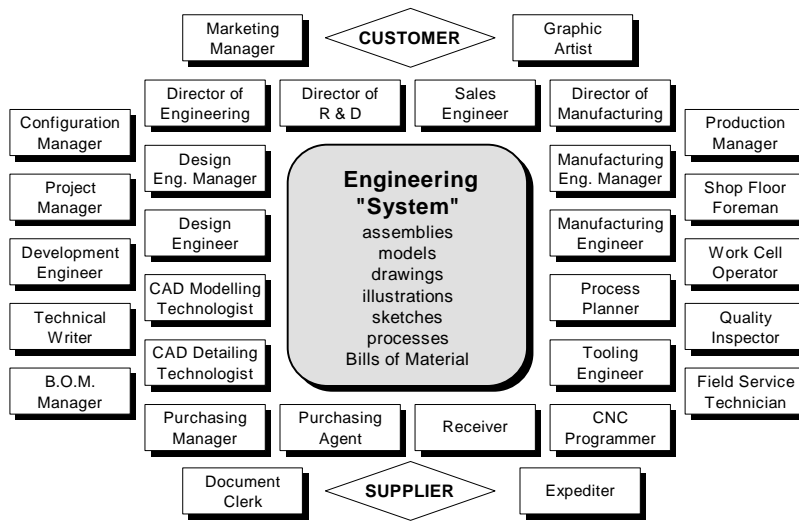 Marketing
Manager
CUSTOMER
Graphic
Artist
Director of
Engineering
Director of
R & D
Sales
Engineer
Director of
Manufacturing
Configuration
Manager
Production
Manager
Design
Eng. Manager
Manufacturing
Eng. Manager
Project
Manager
Shop Floor
Foreman
Design
Engineer
Manufacturing
Engineer
Development
Engineer
Work Cell
Operator
Engineering
"System"
assemblies
models
drawings
illustrations
sketches
processes
Bills of Material
CAD Modelling
Technologist
Process
Planner
Technical
Writer
Quality
Inspector
CAD Detailing
Technologist
Tooling
Engineer
B.O.M.
Manager
Field Service
Technician
Purchasing
Manager
Purchasing
Agent
Receiver
CNC
Programmer
Document
Clerk
SUPPLIER
Expediter